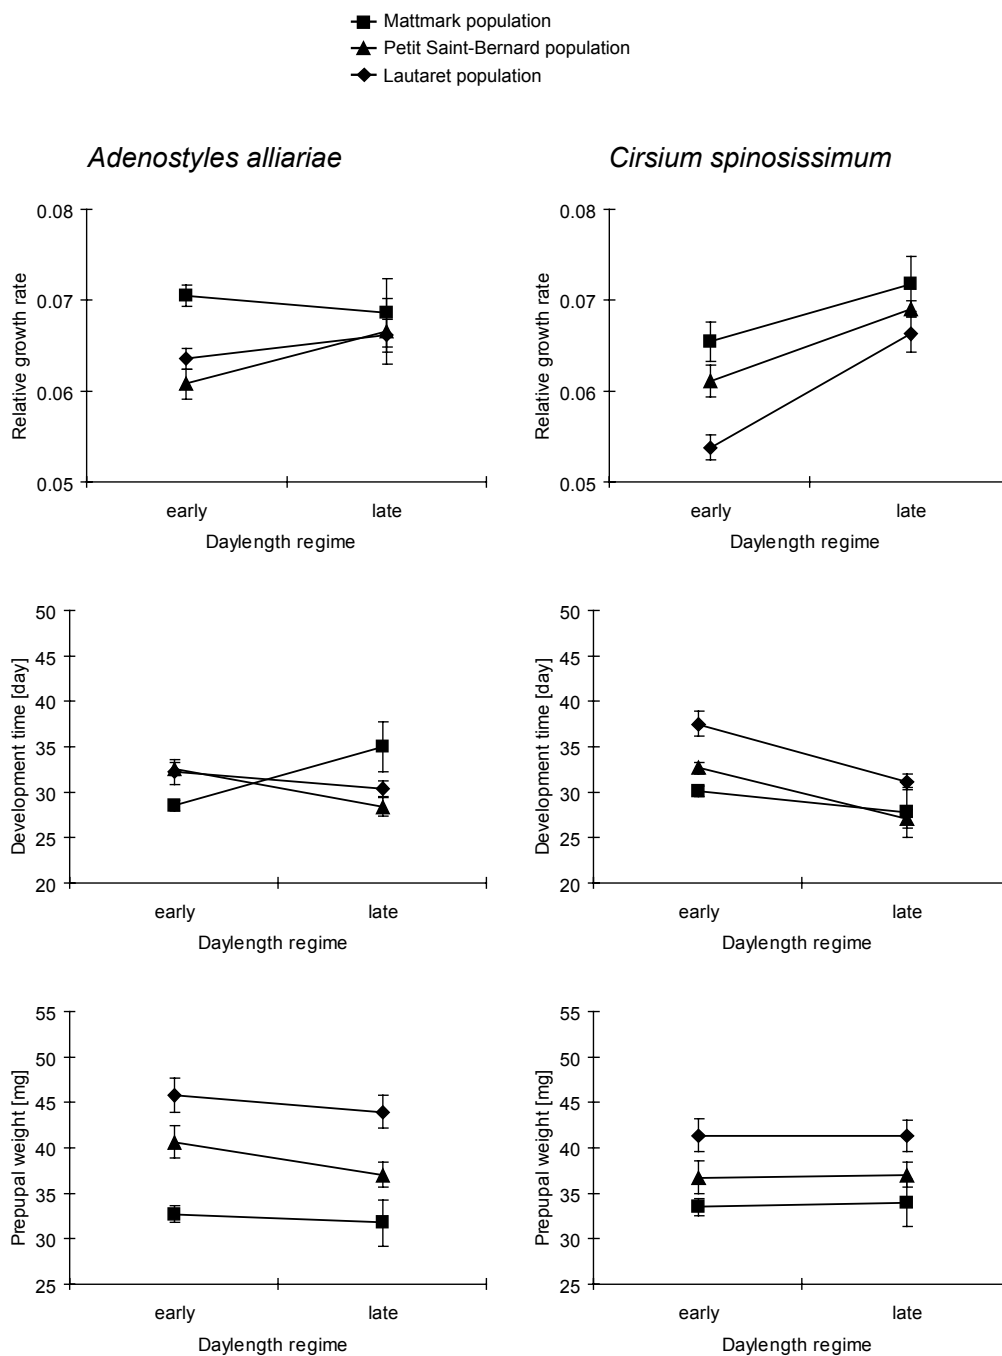 Mattmark population
Petit Saint-Bernard population
Lautaret population
Adenostyles alliariae
Cirsium spinosissimum
Relative growth rate
0.08
0.07
0.06
0.05
early
late
Daylength regime
Relative growth rate
0.08
0.07
0.06
0.05
early
late
Daylength regime
Development time [day]
50
45
40
35
30
25
20
early
late
Daylength regime
Development time [day]
50
45
40
35
30
25
20
early
late
Daylength regime
Prepupal weight [mg]
55
50
45
40
35
30
25
early
late
Daylength regime
Prepupal weight [mg]
55
50
45
40
35
30
25
early
late
Daylength regime